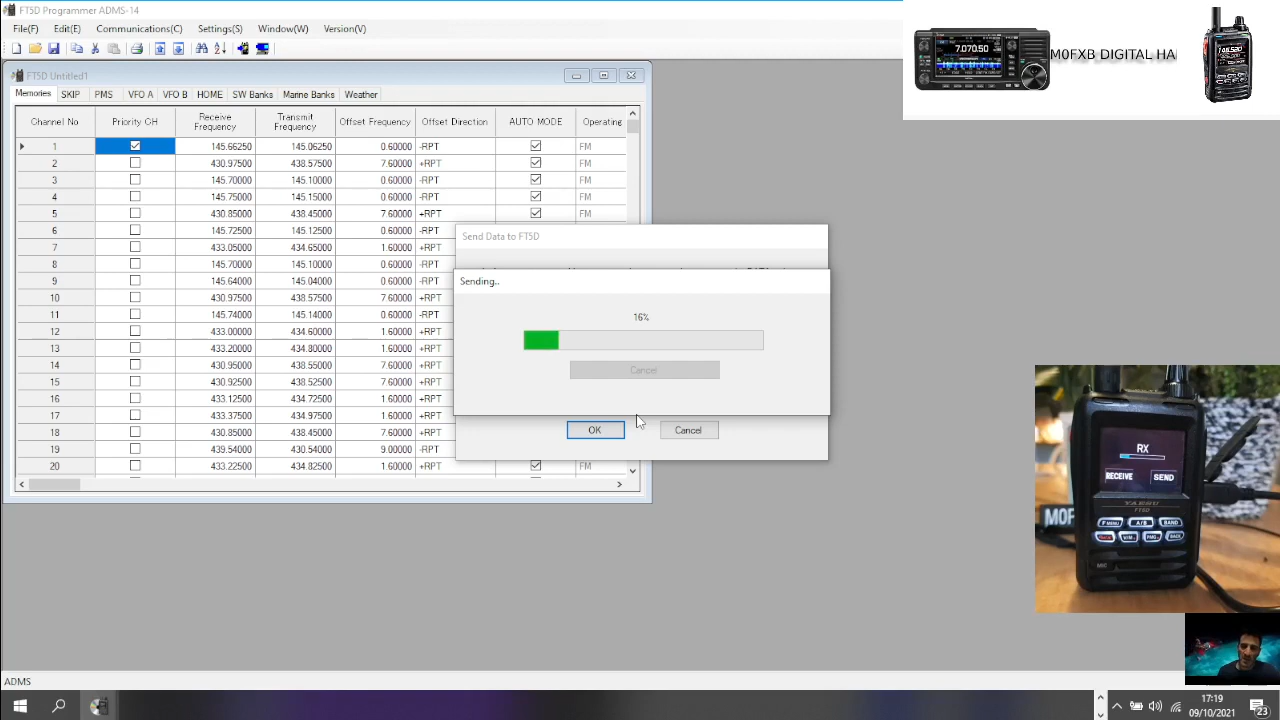 FT5D Programmer ADMS-14
File(F) Edit(E) Communications(C) Settings(S) Window(W) Version(V)
FT5D Untitled1
Memories VFO A VFO B
Channel No Priority CH Receive Frequency Transmit Frequency Offset Frequency Offset Direction AUTO MODE Operating
1 145.66250 145.06250 0.60000 -RPT FM
2 430.97500 438.57500 7.60000 +RPT FM
3 145.70000 145.10000 0.60000 -RPT FM
4 145.75000 145.15000 0.60000 -RPT FM
5 430.85000 438.45000 7.60000 +RPT FM
6 145.72500 145.12500 0.60000 -RPT
7 433.05000 434.65000 1.60000 +RPT
8 145.70000 145.10000 0.60000 -RPT
9 145.64000 145.04000 0.60000 -RPT
10 430.97500 438.57500 7.60000 +RPT
11 145.74000 145.14000 0.60000 -RPT
12 433.00000 434.60000 1.60000 +RPT
13 433.20000 434.80000 1.60000 +RPT
14 430.95000 438.55000 7.60000 +RPT
15 430.92500 438.52500 7.60000 +RPT
16 433.12500 434.72500 1.60000 +RPT
17 433.37500 434.97500 1.60000 +RPT
18 430.85000 438.45000 7.60000 +RPT
19 439.54000 430.54000 9.00000 -RPT
20 433.22500 434.82500 1.60000 +RPT FM
Send Data to FT5D
Sending..
16%
Cancel
OK Cancel
7.070.50
M0FXB DIGITAL HA
RX
RECEIVE SEND
YAESU
FT5D
F MENU A/B BAND
V/M BACK
MIC
M0F
ADMS
17:19
09/10/2021
23